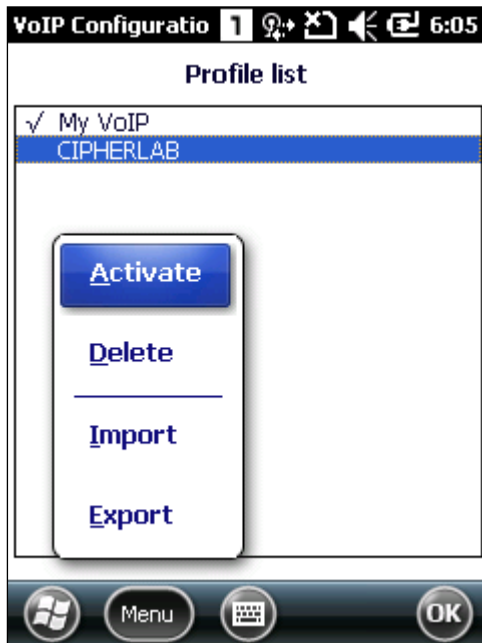 VoIP Configuratio 1 6:05
Profile list
√ My VoIP
CIPHERLAB
Activate
Delete
Import
Export
Menu OK